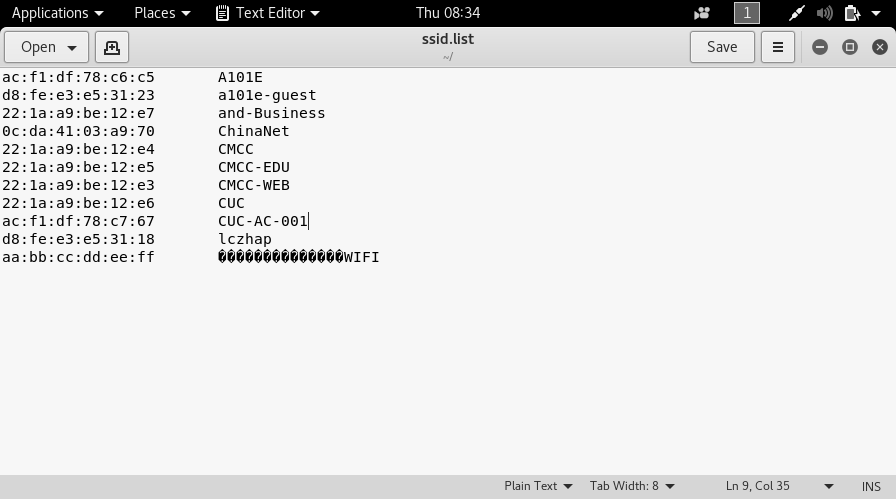 Applications Places Text Editor Thu 08:34 1
Open ssid.list Save
~/
ac:f1:df:78:c6:c5 A101E
d8:fe:e3:e5:31:23 a101e-guest
22:1a:a9:be:12:e7 and-Business
0c:da:41:03:a9:70 ChinaNet
22:1a:a9:be:12:e4 CMCC
22:1a:a9:be:12:e5 CMCC-EDU
22:1a:a9:be:12:e3 CMCC-WEB
22:1a:a9:be:12:e6 CUC
ac:f1:df:78:c7:67 CUC-AC-001
d8:fe:e3:e5:31:18 lczhap
aa:bb:cc:dd:ee:ff ��������������WIFI
Plain Text Tab Width: 8 Ln 9, Col 35 INS